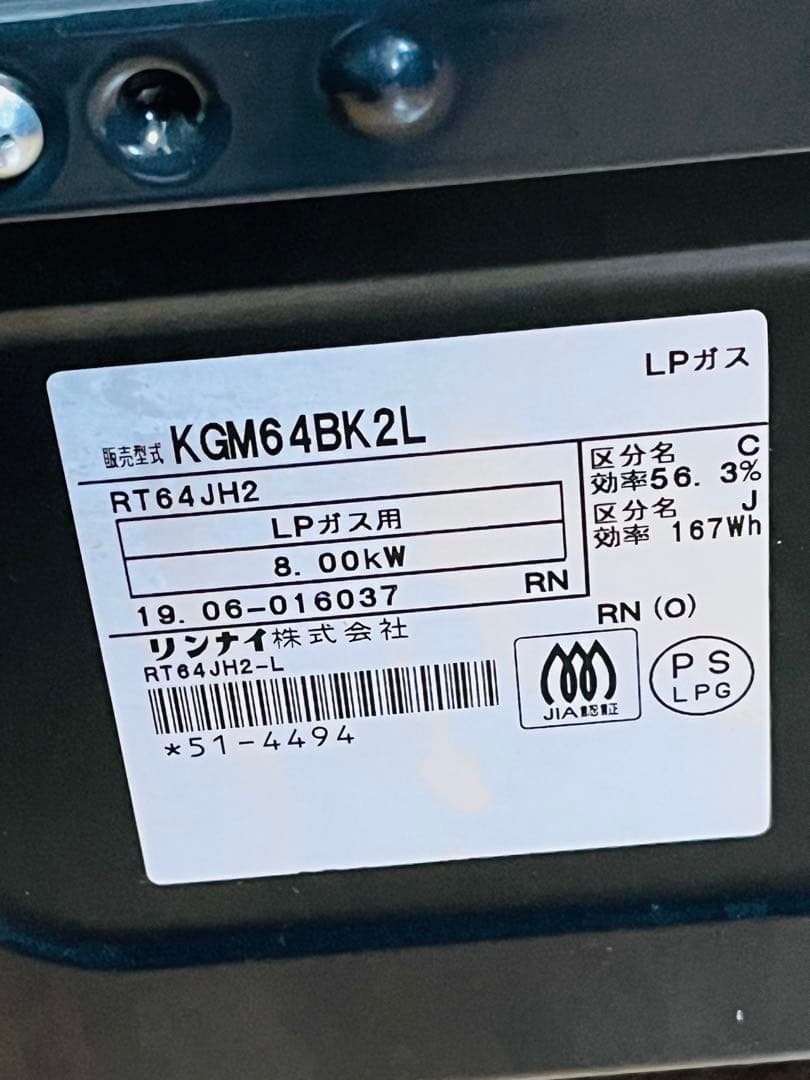 LPガス
販売型式 KGM64BK2L
RT64JH2
LPガス用
8.00kW
19.06-016037 RN
区分名 C
効率56.3%
区分名 J
効率 167Wh
RN (O)
リンナイ株式会社
RT64JH2-L
*51-4494
JIA認証
PS
LPG